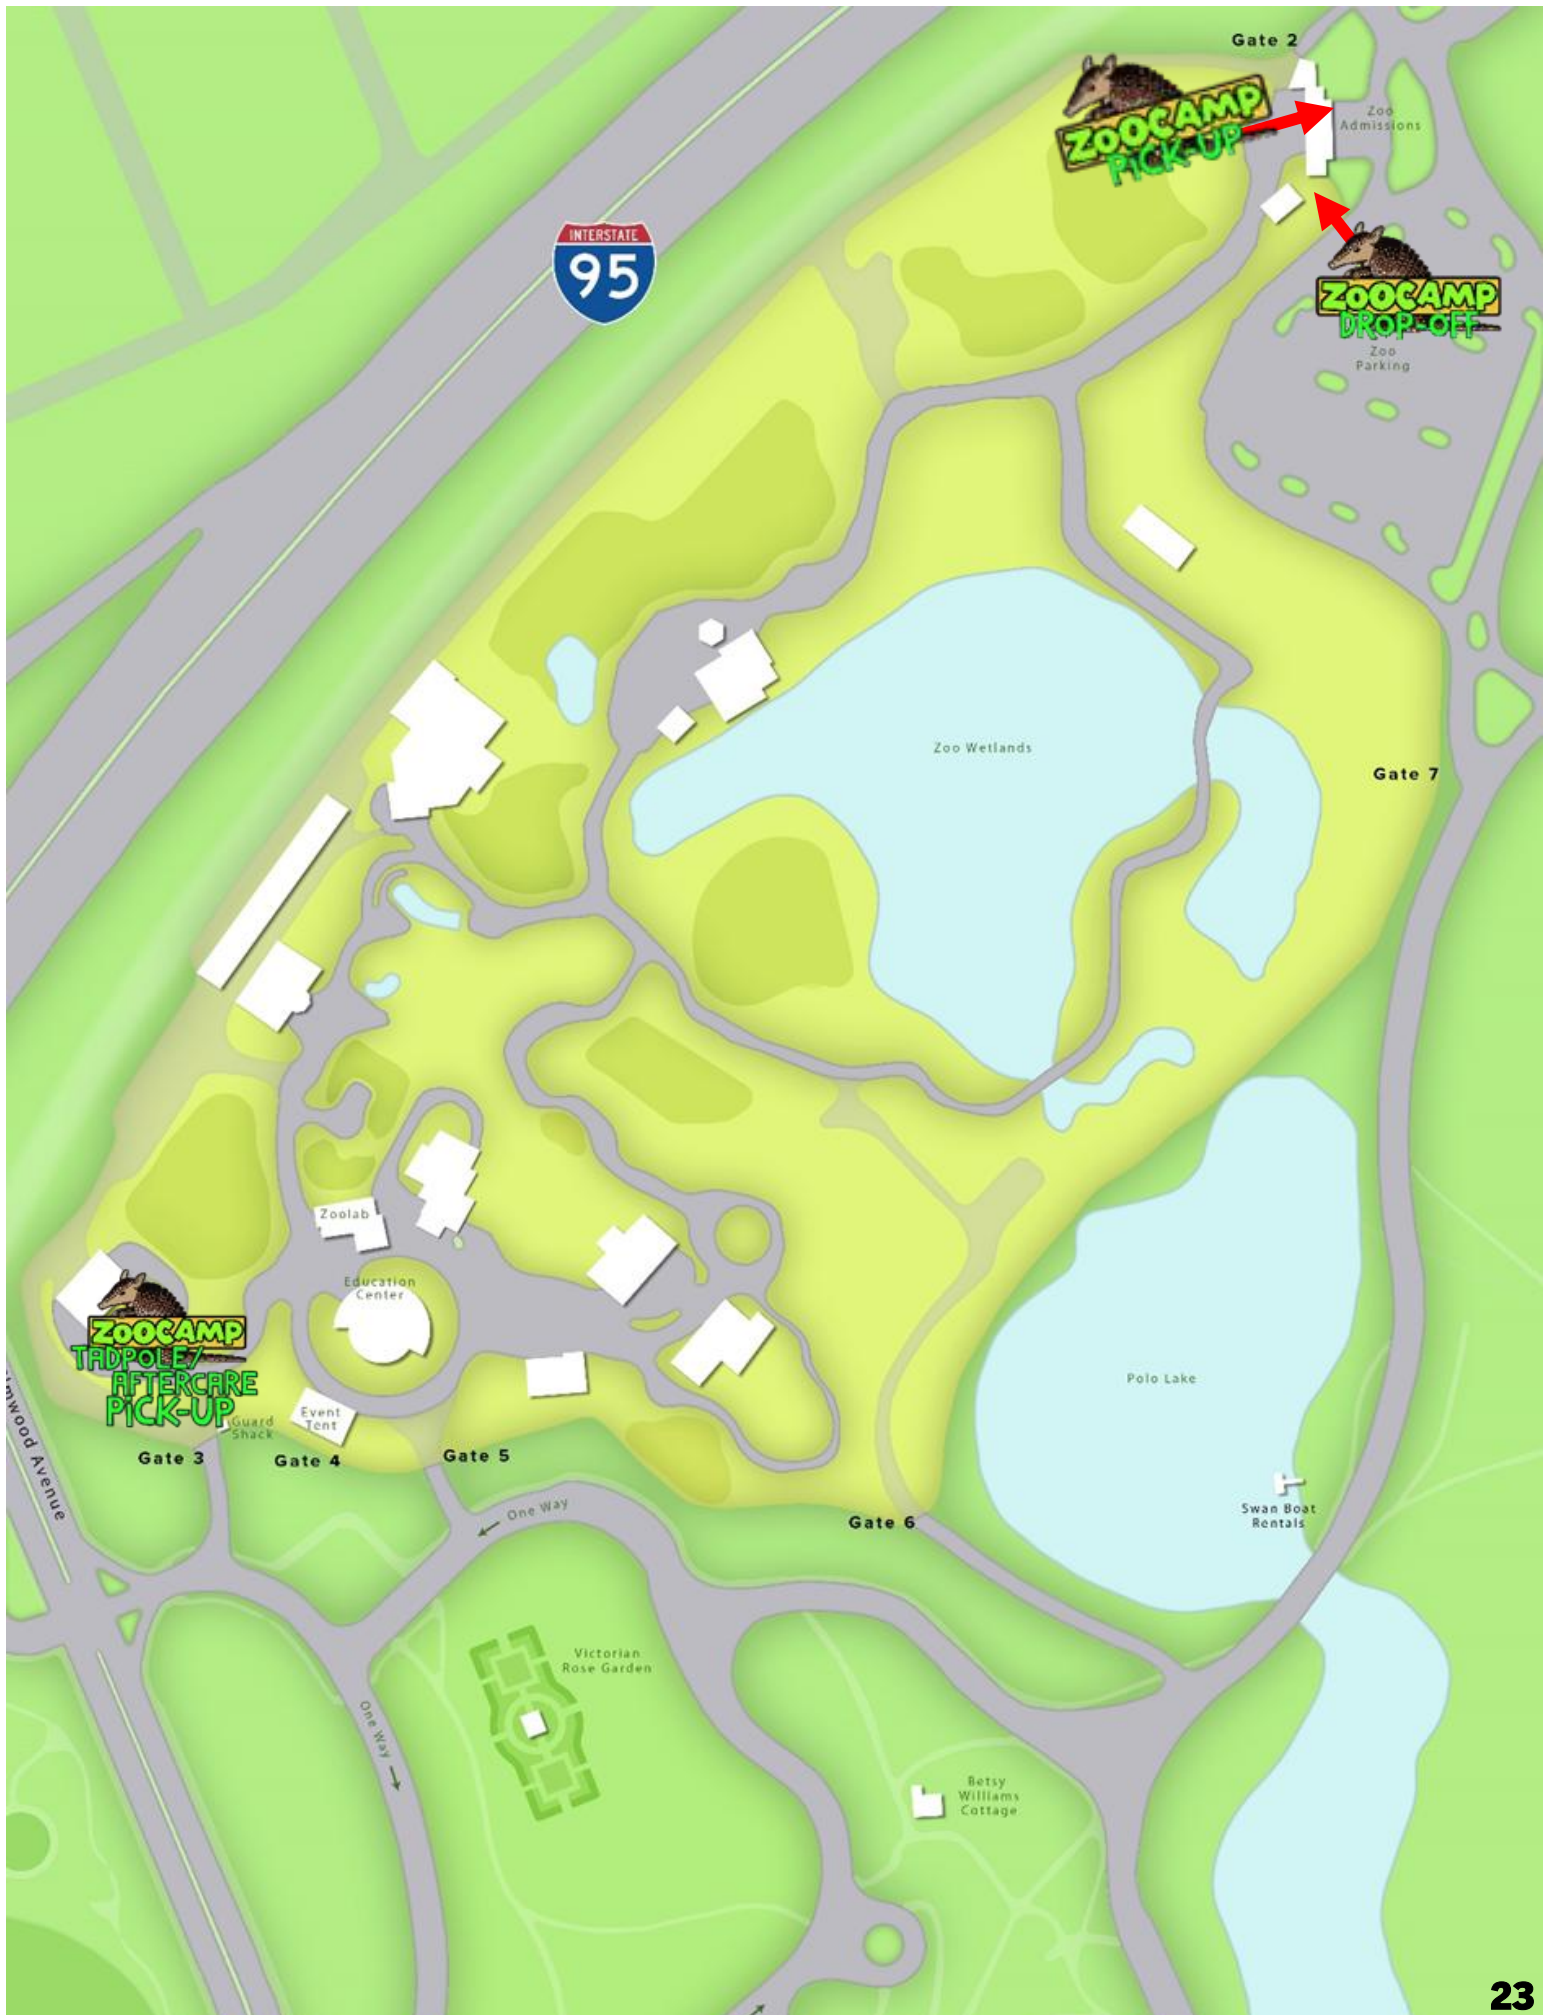 Gate 2
ZOOCAMP
PICK-UP
Zoo
Admissions
INTERSTATE
95
ZOOCAMP
DROP-OFF
Zoo
Parking
Zoo Wetlands
Gate 7
Zoolab
Education
Center
ZOOCAMP
TADPOLE/
AFTERCARE
PICK-UP
Guard
Shack
Event
Tent
Gate 3
Gate 4
Gate 5
Polo Lake
Avenue
One Way
Gate 6
Swan Boat
Rentals
Victorian
Rose Garden
One Way
Betsy
Williams
Cottage
23